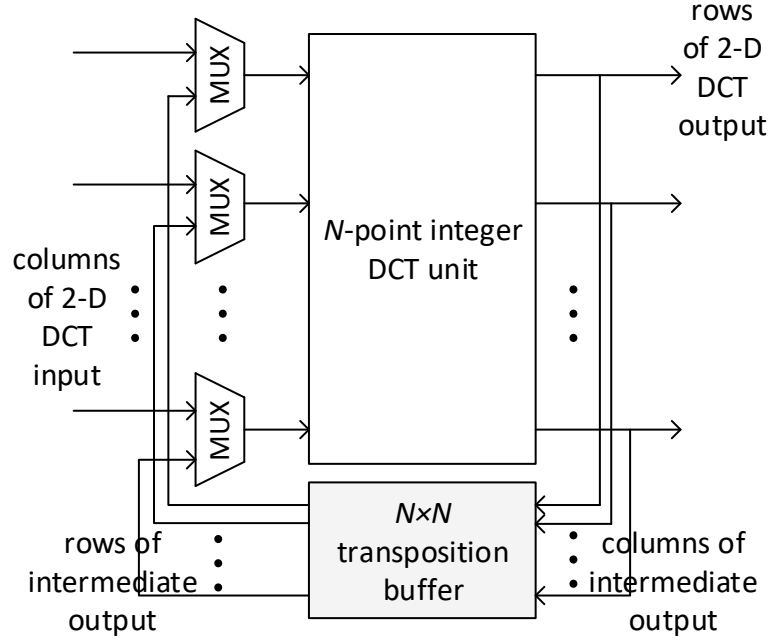 rows
of 2-D
DCT
output
MUX
MUX
N-point integer
DCT unit
columns
of 2-D
DCT
input
MUX
N×N
transposition
buffer
rows of
intermediate
output
columns of
intermediate
output